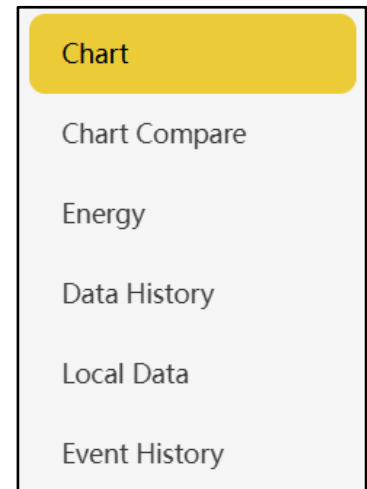 Chart
Chart Compare
Energy
Data History
Local Data
Event History